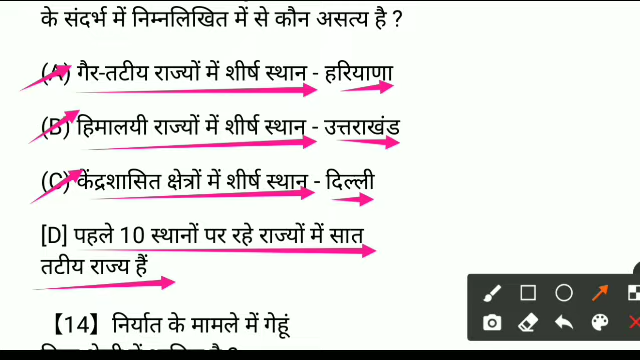 के संदर्भ में निम्नलिखित में से कौन असत्य है ?
(A) गैर-तटीय राज्यों में शीर्ष स्थान - हरियाणा
(B) हिमालयी राज्यों में शीर्ष स्थान - उत्तराखंड
(C) केंद्रशासित क्षेत्रों में शीर्ष स्थान - दिल्ली
[D] पहले 10 स्थानों पर रहे राज्यों में सात
तटीय राज्य हैं
【14】 निर्यात के मामले में गेहूं